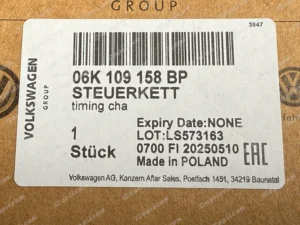 GROUP
3847
VOLKSWAGEN
GROUP
06K 109 158 BP
STEUERKETT
timing cha
1
Stück
Expiry Date:NONE
LOT:LS573163
0700 FI 20250510
Made in POLAND
EAC
Volkswagen AG, Konzern After Sales, Postfach 1451, 34219 Baunatal